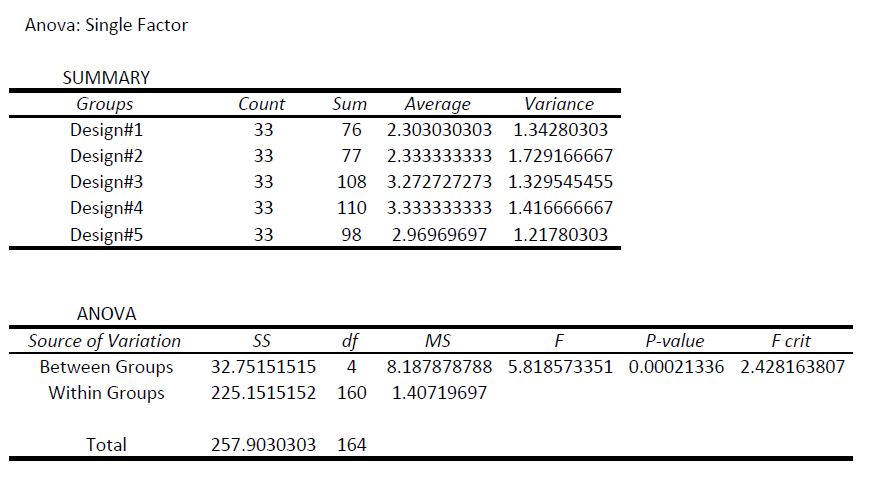 Anova: Single Factor
SUMMARY
Groups Count Sum Average Variance
Design#1 33 76 2.303030303 1.34280303
Design#2 33 77 2.333333333 1.729166667
Design#3 33 108 3.272727273 1.329545455
Design#4 33 110 3.333333333 1.416666667
Design#5 33 98 2.96969697 1.21780303
ANOVA
Source of Variation SS df MS F P-value F crit
Between Groups 32.75151515 4 8.187878788 5.818573351 0.00021336 2.428163807
Within Groups 225.1515152 160 1.40719697
Total 257.9030303 164